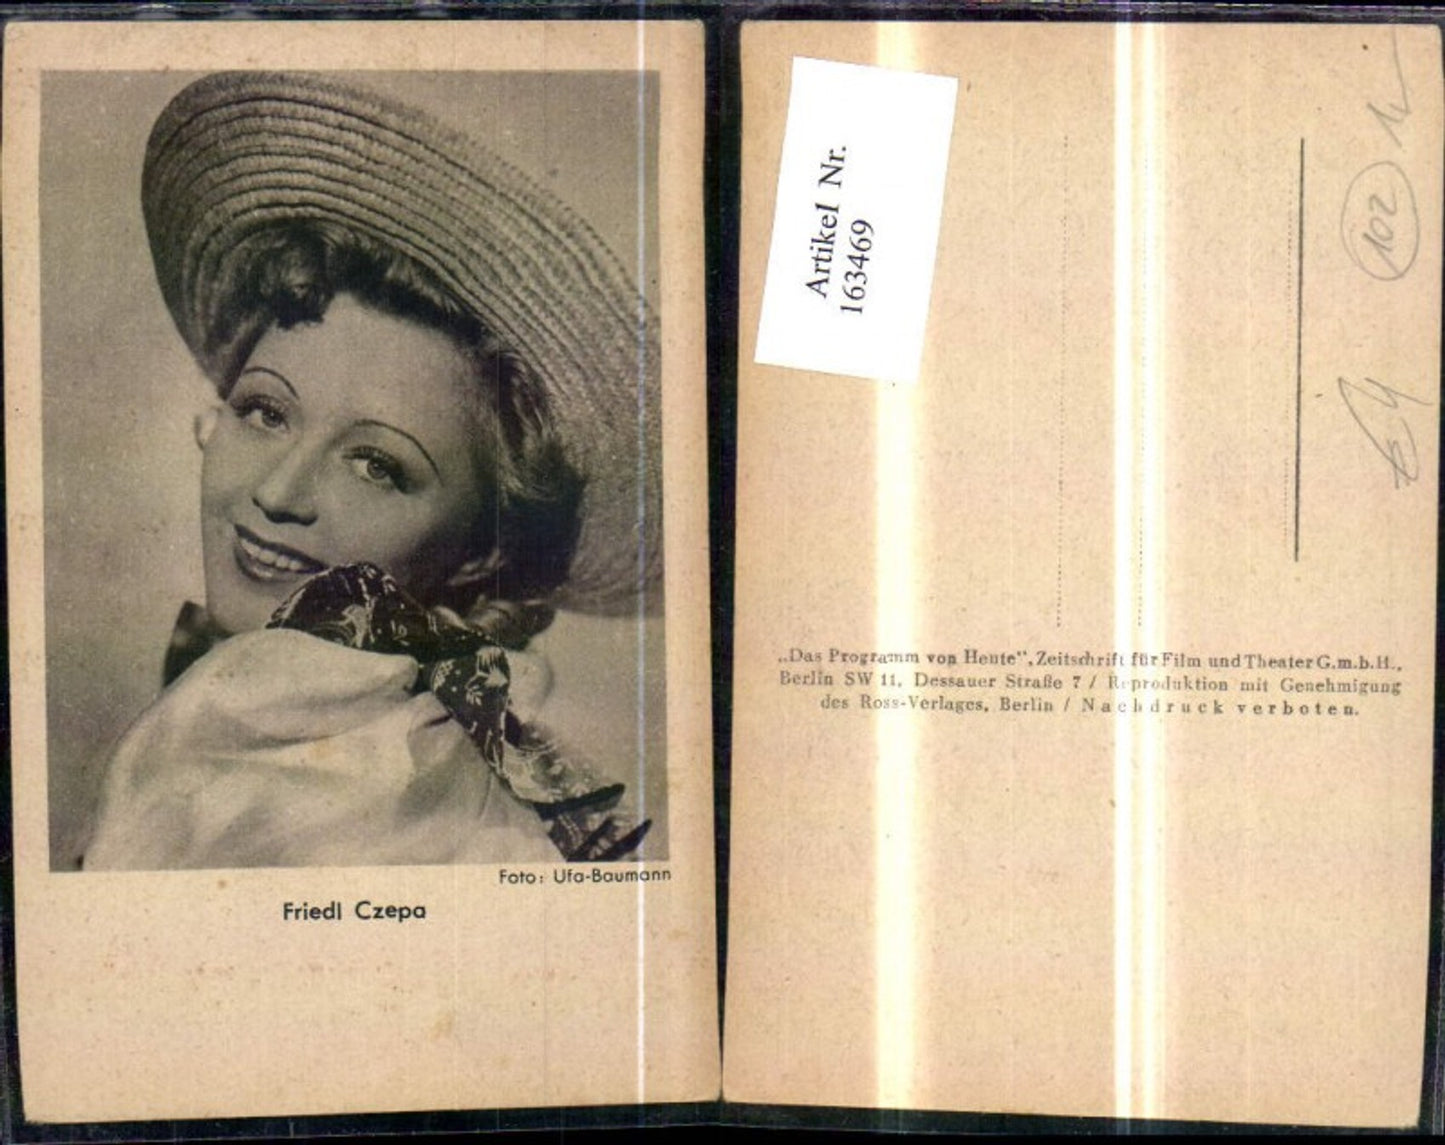 Foto: Ufa-Baumann
Friedl Czepa
Artikel Nr.
163469
102
„Das Programm von Heute", Zeitschrift für Film und Theater G.m.b.H.,
Berlin SW 11, Dessauer Straße 7 / Reproduktion mit Genehmigung
des Ross-Verlages, Berlin / Nachdruck verboten.